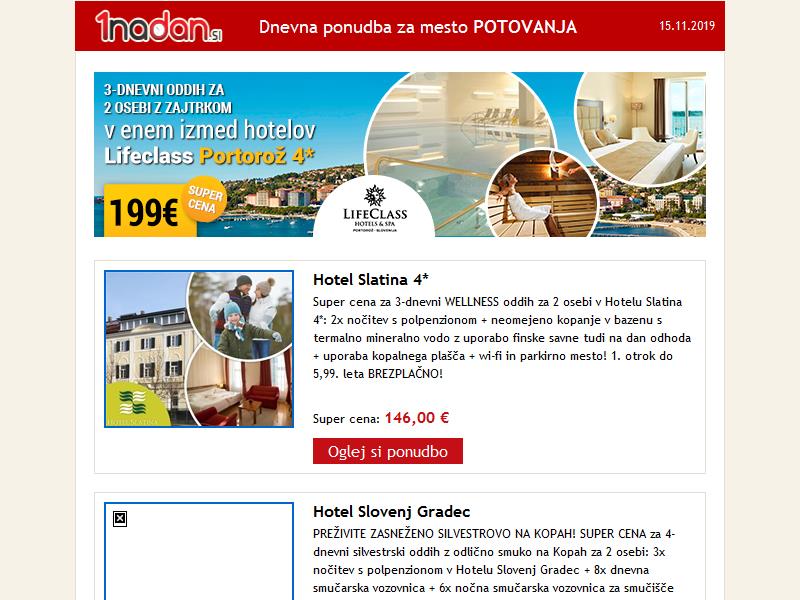 1nadan.si
Dnevna ponudba za mesto POTOVANJA
15.11.2019
3-DNEVNI ODDIH ZA
2 OSEBI Z ZAJTRKOM
v enem izmed hotelov
Lifeclass Portorož 4*
199€
SUPER
CENA
LIFECLASS
HOTELS & SPA
PORTOROŽ - SLOVENIJA
HOTEL SLATINA
Hotel Slatina 4*
Super cena za 3-dnevni WELLNESS oddih za 2 osebi v Hotelu Slatina
4*: 2x nočitev s polpenzionom + neomejeno kopanje v bazenu s
termalno mineralno vodo z uporabo finske savne tudi na dan odhoda
+ uporaba kopalnega plašča + wi-fi in parkirno mesto! 1. otrok do
5,99. leta BREZPLAČNO!
Super cena: 146,00 €
Oglej si ponudbo
Hotel Slovenj Gradec
PREŽIVITE ZASNEŽENO SILVESTROVO NA KOPAH! SUPER CENA za 4-
dnevni silvestrski oddih z odlično smuko na Kopah za 2 osebi: 3x
nočitev s polpenzionom v Hotelu Slovenj Gradec + 8x dnevna
smučarska vozovnica + 6x nočna smučarska vozovnica za smučišče